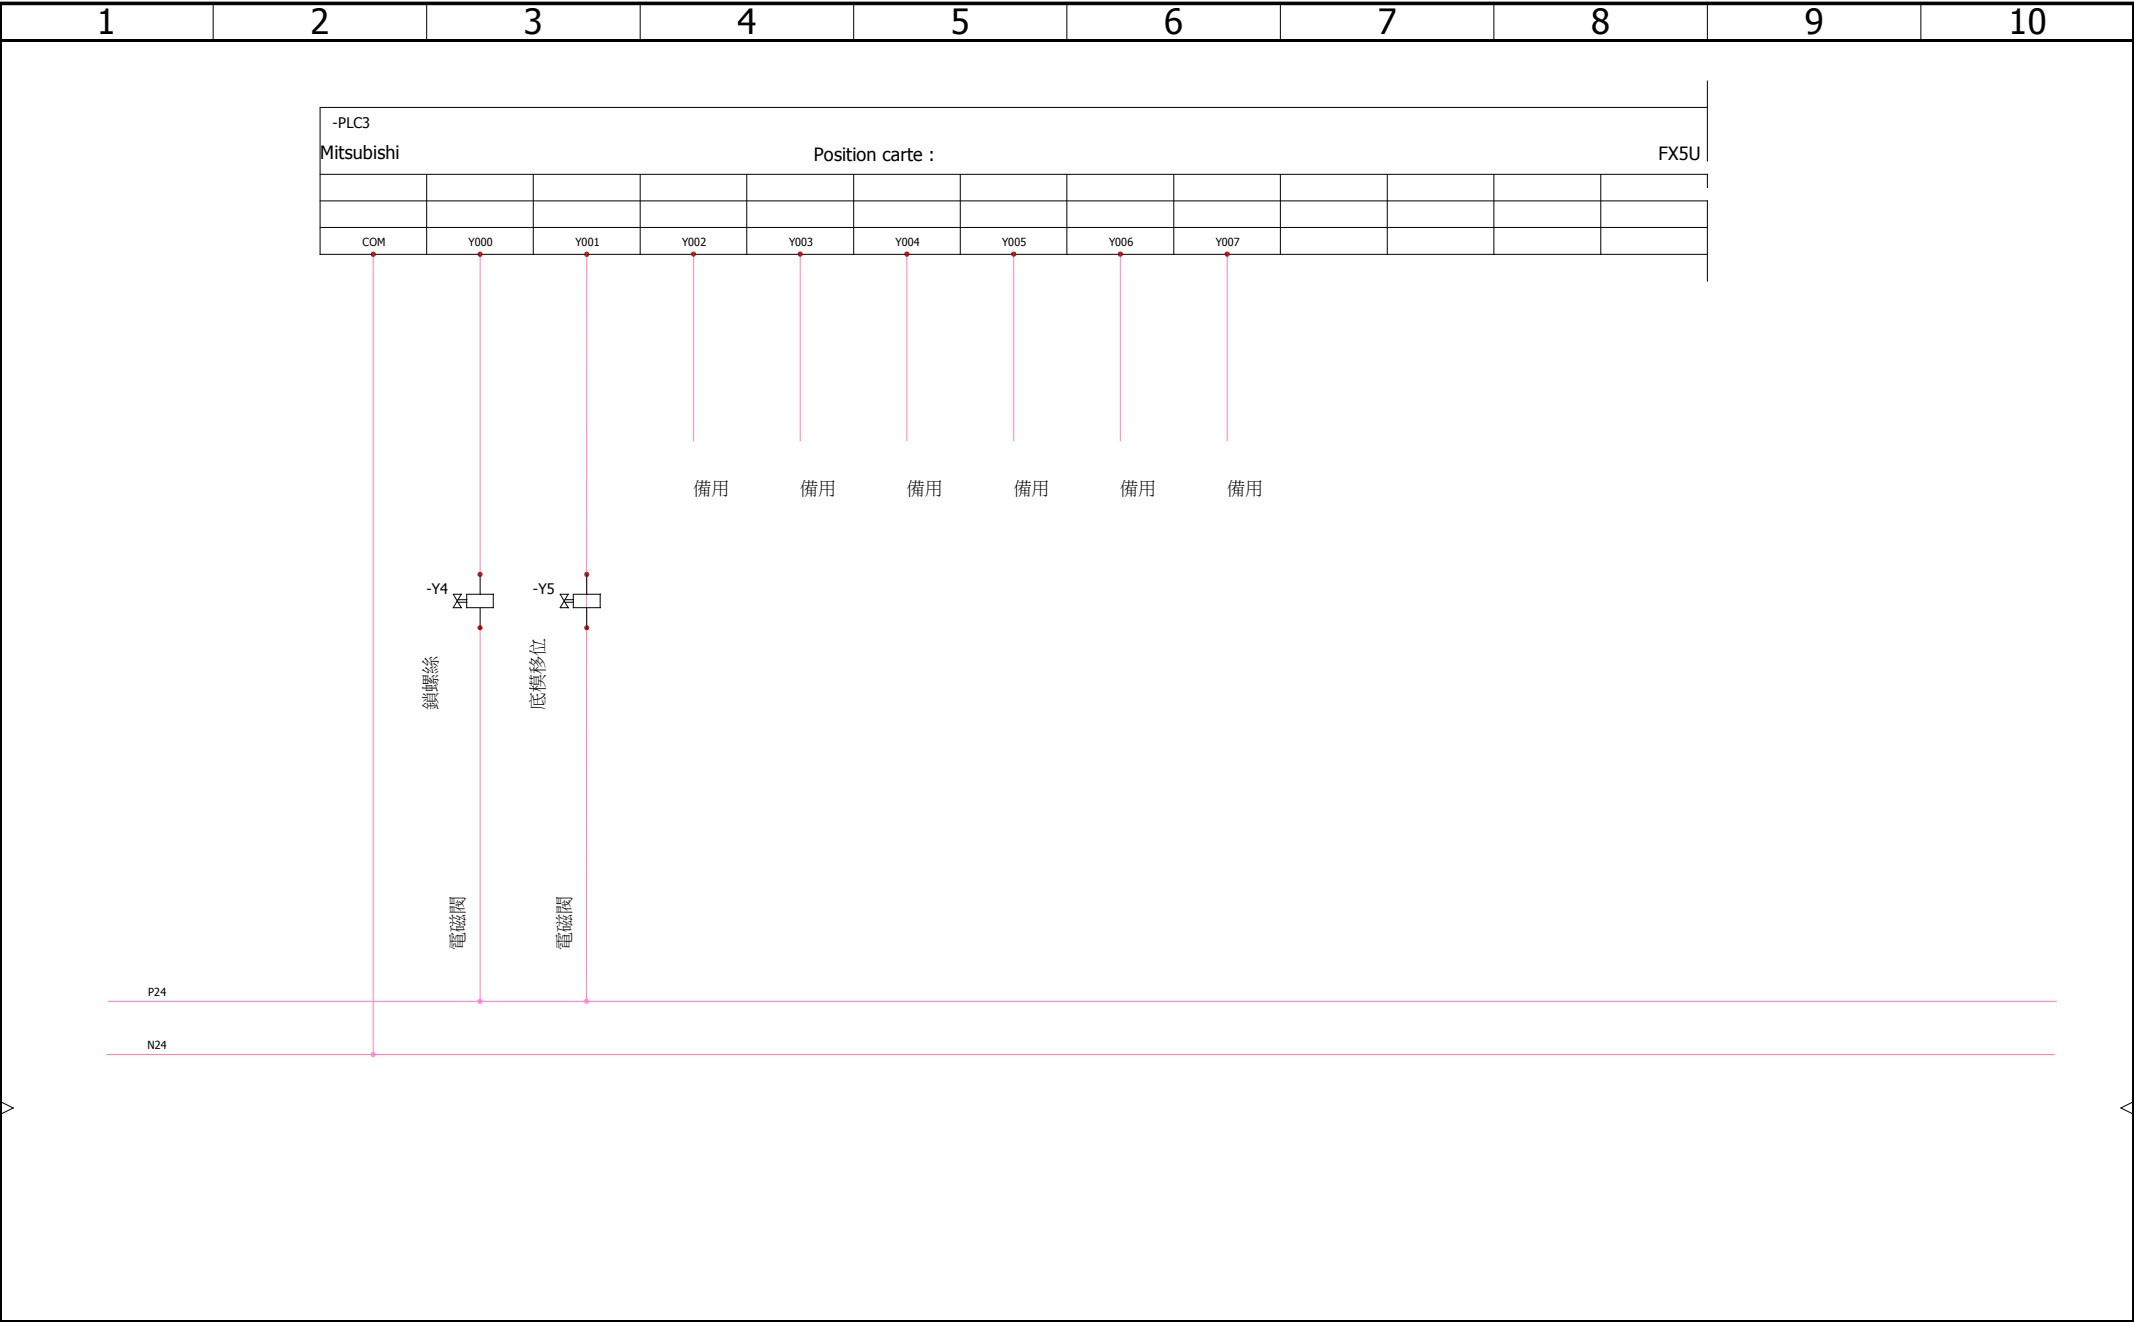 1 2 3 4 5 6 7 8 9 10
-PLC3
Mitsubishi Position carte : FX5U
COM Y000 Y001 Y002 Y003 Y004 Y005 Y006 Y007
備用 備用 備用 備用 備用 備用
-Y4 -Y5
鎖螺絲 底模移位
電磁閥 電磁閥
P24
N24